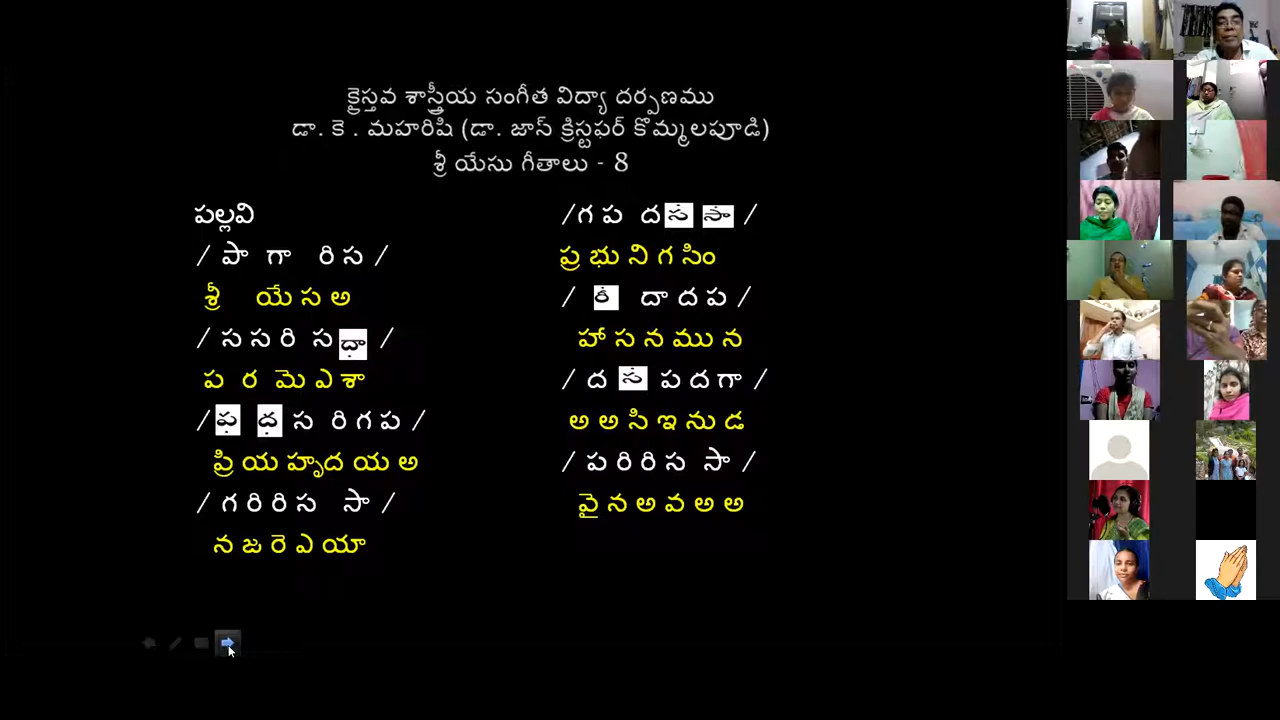 క్రైస్తవ శాస్త్రీయ సంగీత విద్యా దర్పణము
డా. కె . మహరిషి (డా. జాస్ క్రిస్టఫర్ కొమ్మలపూడి)
శ్రీ యేసు గీతాలు - 8
పల్లవి
/ పా గా రి స /
శ్రీ యే స అ
/ స స రి స ధా /
ప ర మె ఎ శా
/ ప ధ స రి గ ప /
ప్రి య హృద య అ
/ గ రి రి స సా /
న జ రె ఎ యా
/గ ప ద స సా /
ప్ర భు ని గ సిం
/ రి దా ద ప /
హా స న ము న
/ ద స ప ద గా /
అ అ సి ఇ ను డ
/ ప రి రి స సా /
వై న అ వ అ అ